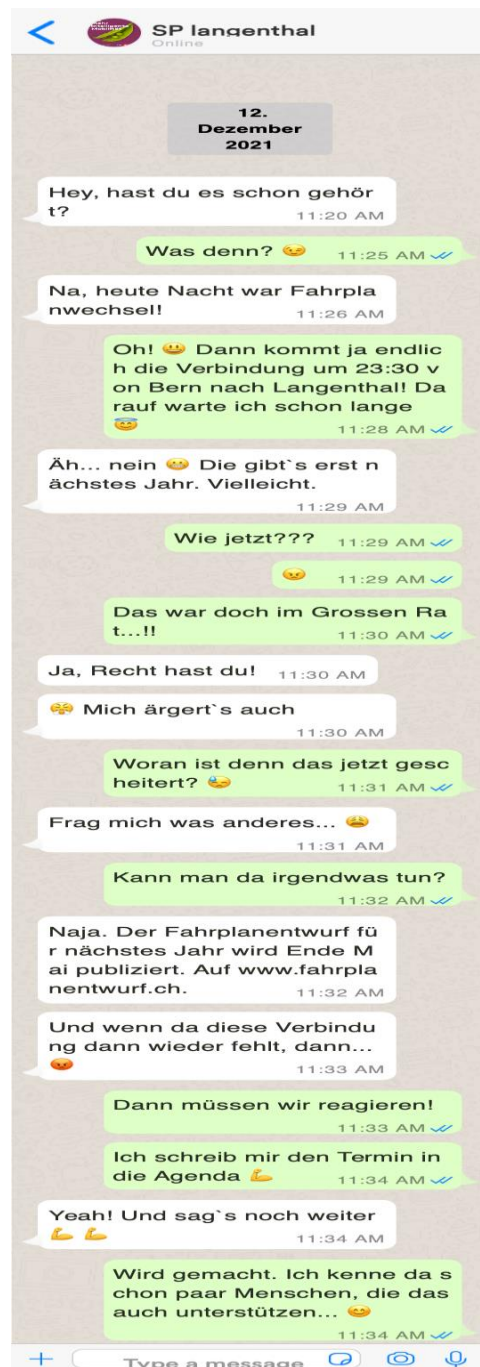 SP langenthal
Online
12.
Dezember
2021
Hey, hast du es schon gehör
t?
11:20 AM
Was denn? 😉 11:25 AM
Na, heute Nacht war Fahrpla
nwechsel!
11:26 AM
Oh! 😃 Dann kommt ja endlic
h die Verbindung um 23:30 v
on Bern nach Langenthal! Da
rauf warte ich schon lange
😇 11:28 AM
Äh... nein 😬 Die gibt`s erst n
ächstes Jahr. Vielleicht.
11:29 AM
Wie jetzt??? 11:29 AM
😠 11:29 AM
Das war doch im Grossen Ra
t...!!
11:30 AM
Ja, Recht hast du! 11:30 AM
😤 Mich ärgert`s auch
11:30 AM
Woran ist denn das jetzt gesc
heitert? 😓 11:31 AM
Frag mich was anderes... 😩
11:31 AM
Kann man da irgendwas tun?
11:32 AM
Naja. Der Fahrplanentwurf fü
r nächstes Jahr wird Ende M
ai publiziert. Auf www.fahrpla
nentwurf.ch. 11:32 AM
Und wenn da diese Verbindu
ng dann wieder fehlt, dann...
😡 11:33 AM
Dann müssen wir reagieren!
11:33 AM
Ich schreib mir den Termin in
die Agenda 💪 11:34 AM
Yeah! Und sag`s noch weiter
💪 💪 11:34 AM
Wird gemacht. Ich kenne da s
chon paar Menschen, die das
auch unterstützen... 😊
11:34 AM
Type a message